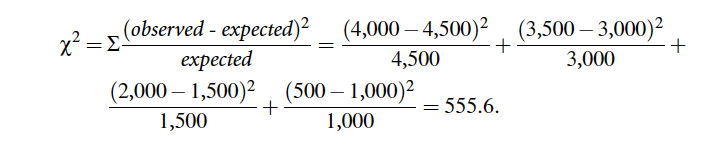 χ² = Σ (observed - expected)² / expected = (4,000 – 4,500)² / 4,500 + (3,500 – 3,000)² / 3,000 +
(2,000 – 1,500)² / 1,500 + (500 – 1,000)² / 1,000 = 555.6.